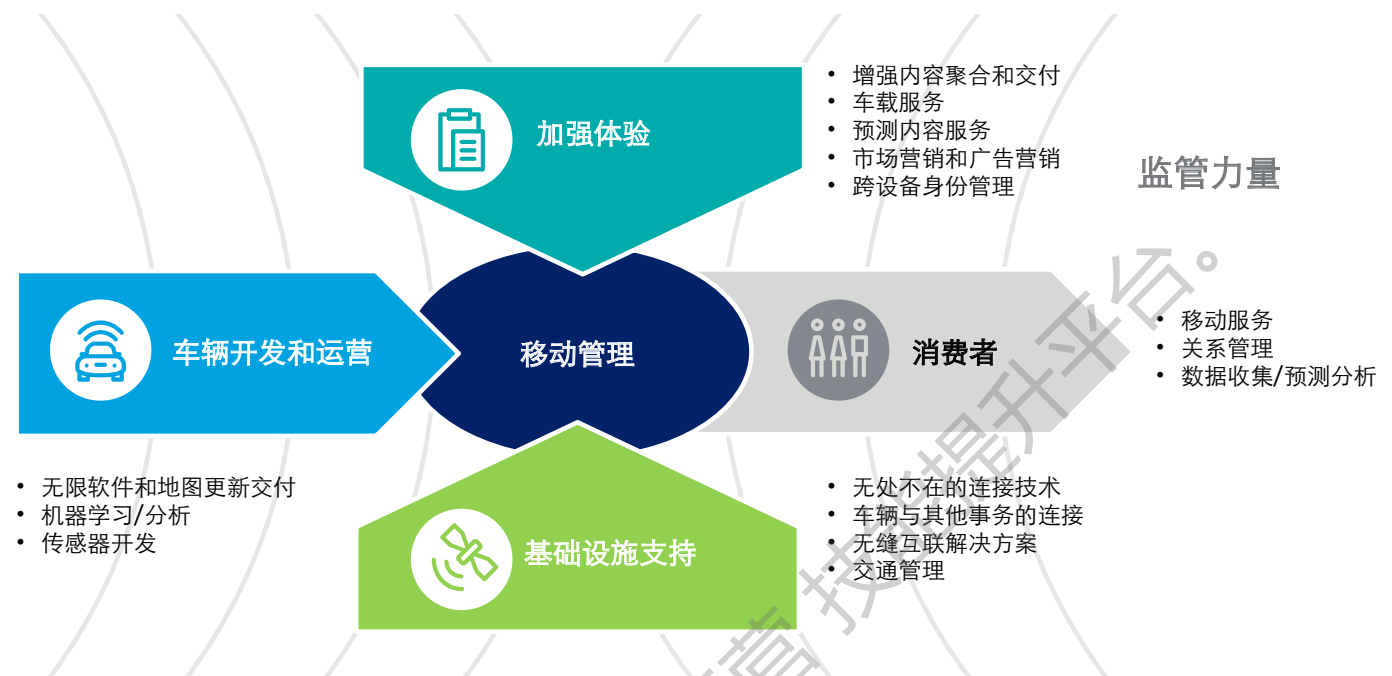 • 增强内容聚合和交付
• 车载服务
• 预测内容服务
• 市场营销和广告营销
• 跨设备身份管理
加强体验
监管力量
车辆开发和运营
移动管理
消费者
• 移动服务
• 关系管理
• 数据收集/预测分析
• 无限软件和地图更新交付
• 机器学习/分析
• 传感器开发
基础设施支持
• 无处不在的连接技术
• 车辆与其他事务的连接
• 无缝互联解决方案
• 交通管理
营 技能提升平台。